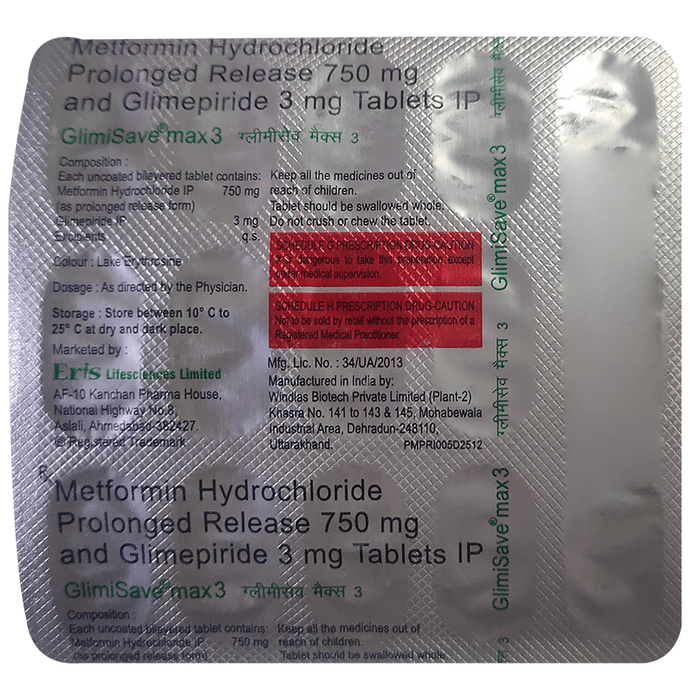 Metformin Hydrochloride
Prolonged Release 750 mg
and Glimepiride 3 mg Tablets IP
GlimiSave®max3 ग्लीमीसेव मैक्स 3
Composition :
Each uncoated bilayered tablet contains:
Metformin Hydrochloride IP 750 mg
(as prolonged release form)
Glimepiride IP 3 mg
Excipients q.s.
Colour : Lake Erythrosine
Dosage : As directed by the Physician.
Storage : Store between 10° C to
25° C at dry and dark place.
Marketed by :
Eris Lifesciences Limited
AF-10 Kanchan Pharma House,
National Highway No.8,
Aslali, Ahmedabad-382427.
® Registered Trademark
Keep all the medicines out of
reach of children.
Tablet should be swallowed whole.
Do not crush or chew the tablet.
SCHEDULE G PRESCRIPTION DRUG-CAUTION
It is dangerous to take this preparation except
under medical supervision.
SCHEDULE H PRESCRIPTION DRUG-CAUTION
Not to be sold by retail without the prescription of a
Registered Medical Practitioner.
Mfg. Lic. No. : 34/UA/2013
Manufactured in India by:
Windlas Biotech Private Limited (Plant-2)
Khasra No. 141 to 143 & 145, Mohabewala
Industrial Area, Dehradun-248110,
Uttarakhand. PMPRI005D2512
Rx
Metformin Hydrochloride
Prolonged Release 750 mg
and Glimepiride 3 mg Tablets IP
GlimiSave®max3 ग्लीमीसेव मैक्स 3
Composition :
Each uncoated bilayered tablet contains:
Metformin Hydrochloride IP 750 mg
(as prolonged release form)
Keep all the medicines out of
reach of children.
Tablet should be swallowed whole.
ग्लीमीसेव मै
GlimiSave®max3
ग्लीमीसेव मैक्स 3
GlimiSave®max3
3